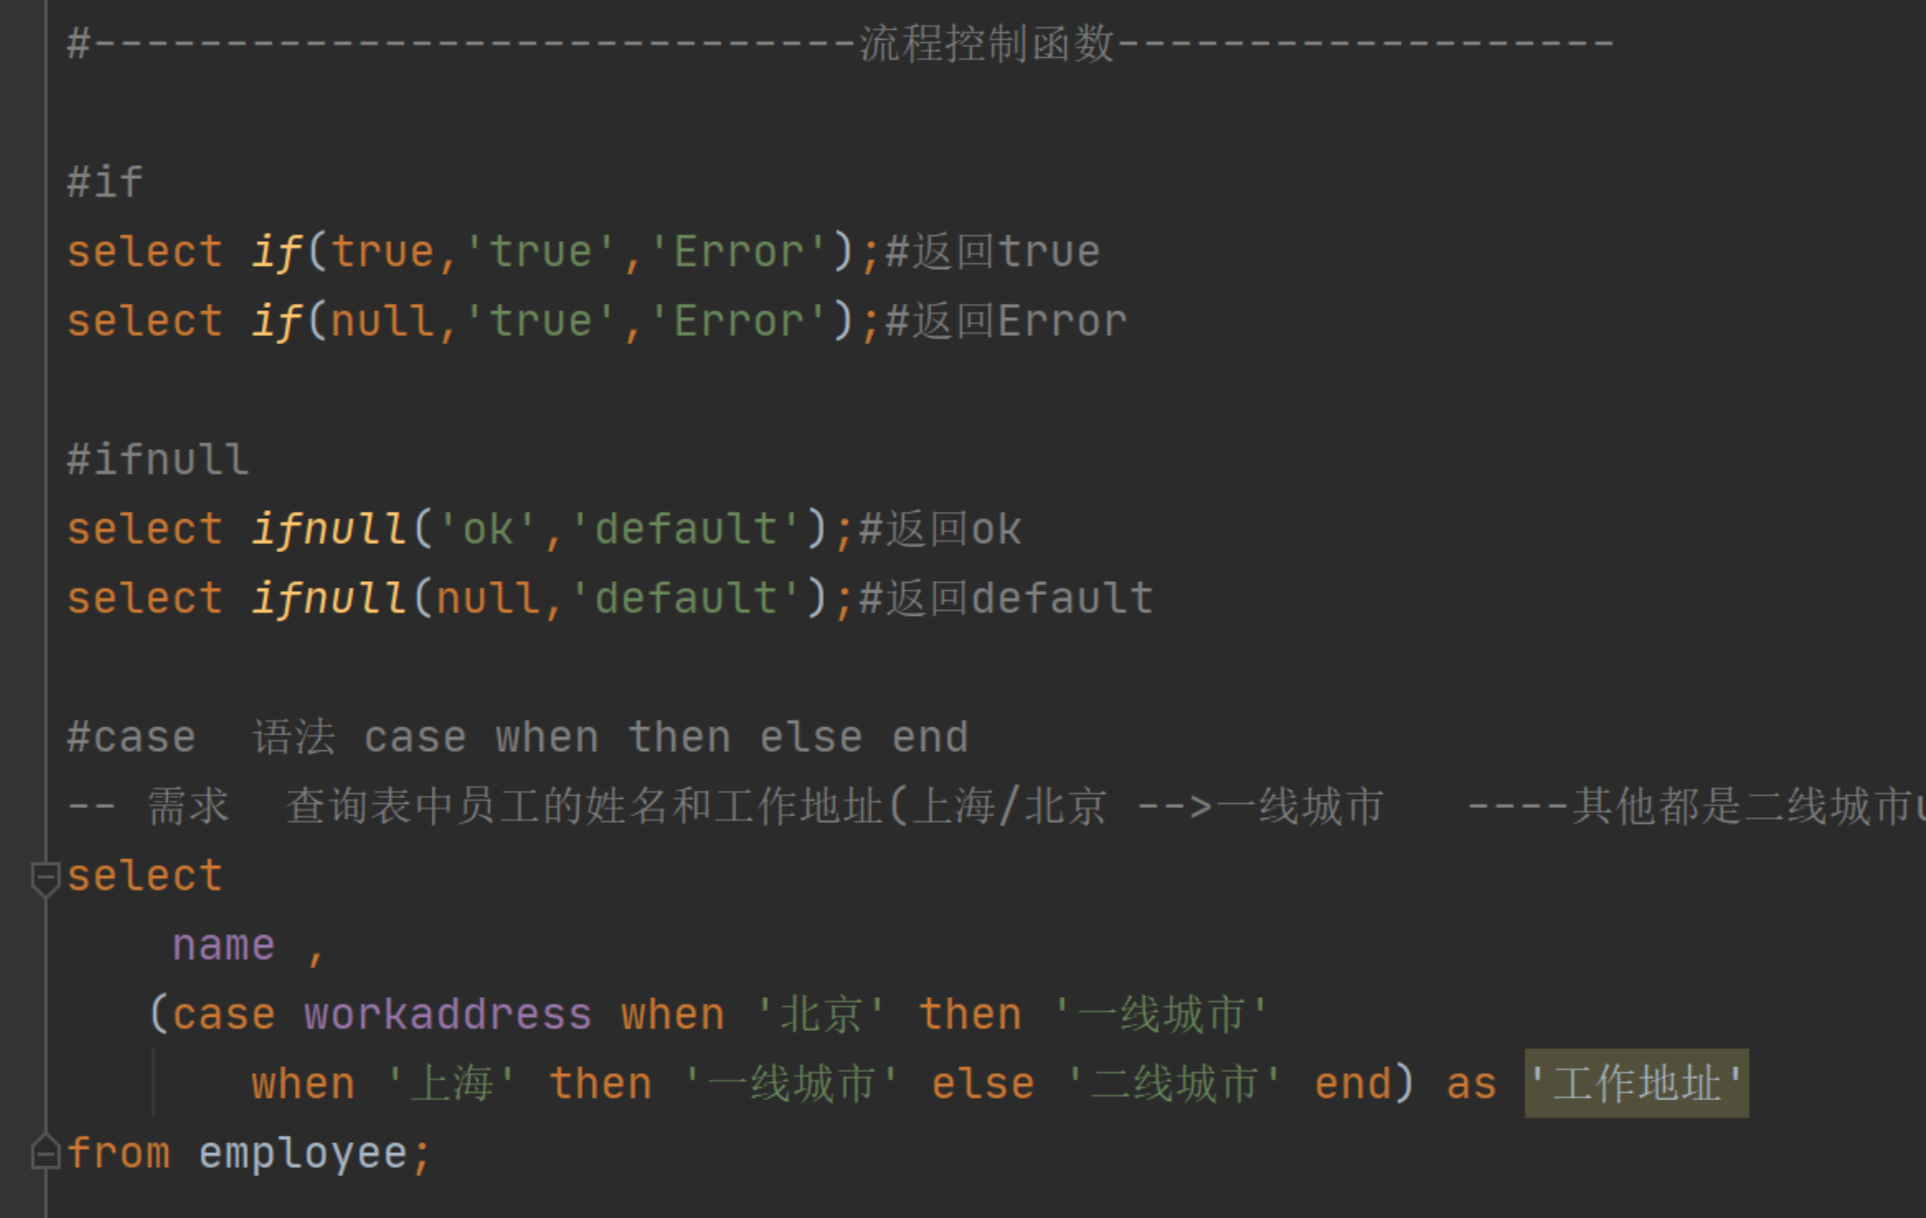 #-----------------------------流程控制函数-------------------
#if
select if(true,'true','Error');#返回true
select if(null,'true','Error');#返回Error
#ifnull
select ifnull('ok','default');#返回ok
select ifnull(null,'default');#返回default
#case  语法 case when then else end
-- 需求  查询表中员工的姓名和工作地址(上海/北京 -->一线城市   ----其他都是二线城市
select
    name ,
   (case workaddress when '北京' then '一线城市'
       when '上海' then '一线城市' else '二线城市' end) as '工作地址'
from employee;